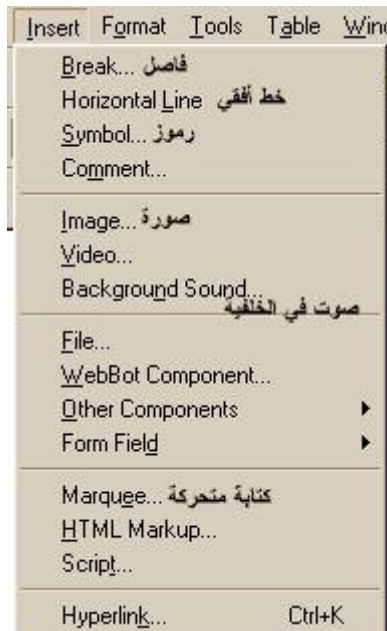 Insert Format Tools Table Win
Break... فاصل
Horizontal Line خط أفقي
Symbol... رموز
Comment...
Image... صورة
Video...
Background Sound...
صوت في الخلفية
File...
WebBot Component...
Other Components
Form Field
Marquee... كتابة متحركة
HTML Markup...
Script...
Hyperlink... Ctrl+K